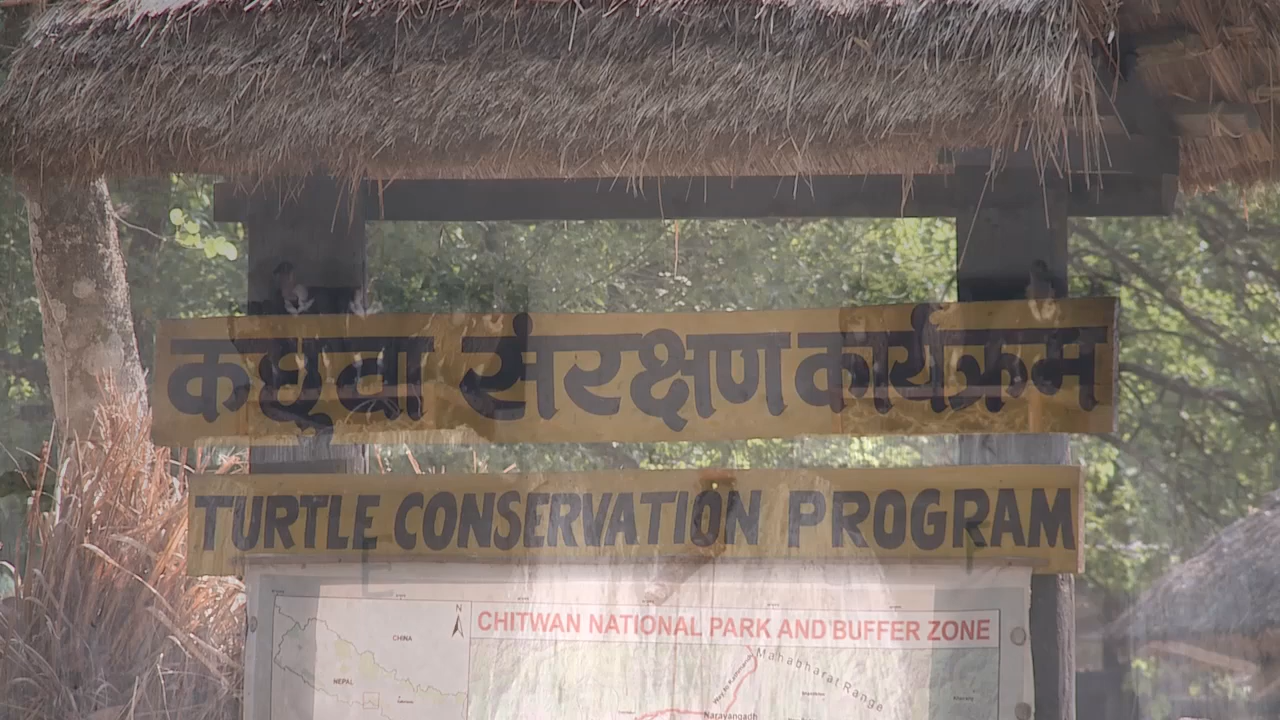 कछुवा संरक्षण कार्यक्रम
TURTLE CONSERVATION PROGRAM
N
CHITWAN NATIONAL PARK AND BUFFER ZONE
CHINA
NEPAL
Mahabharat Range
Narayangadh